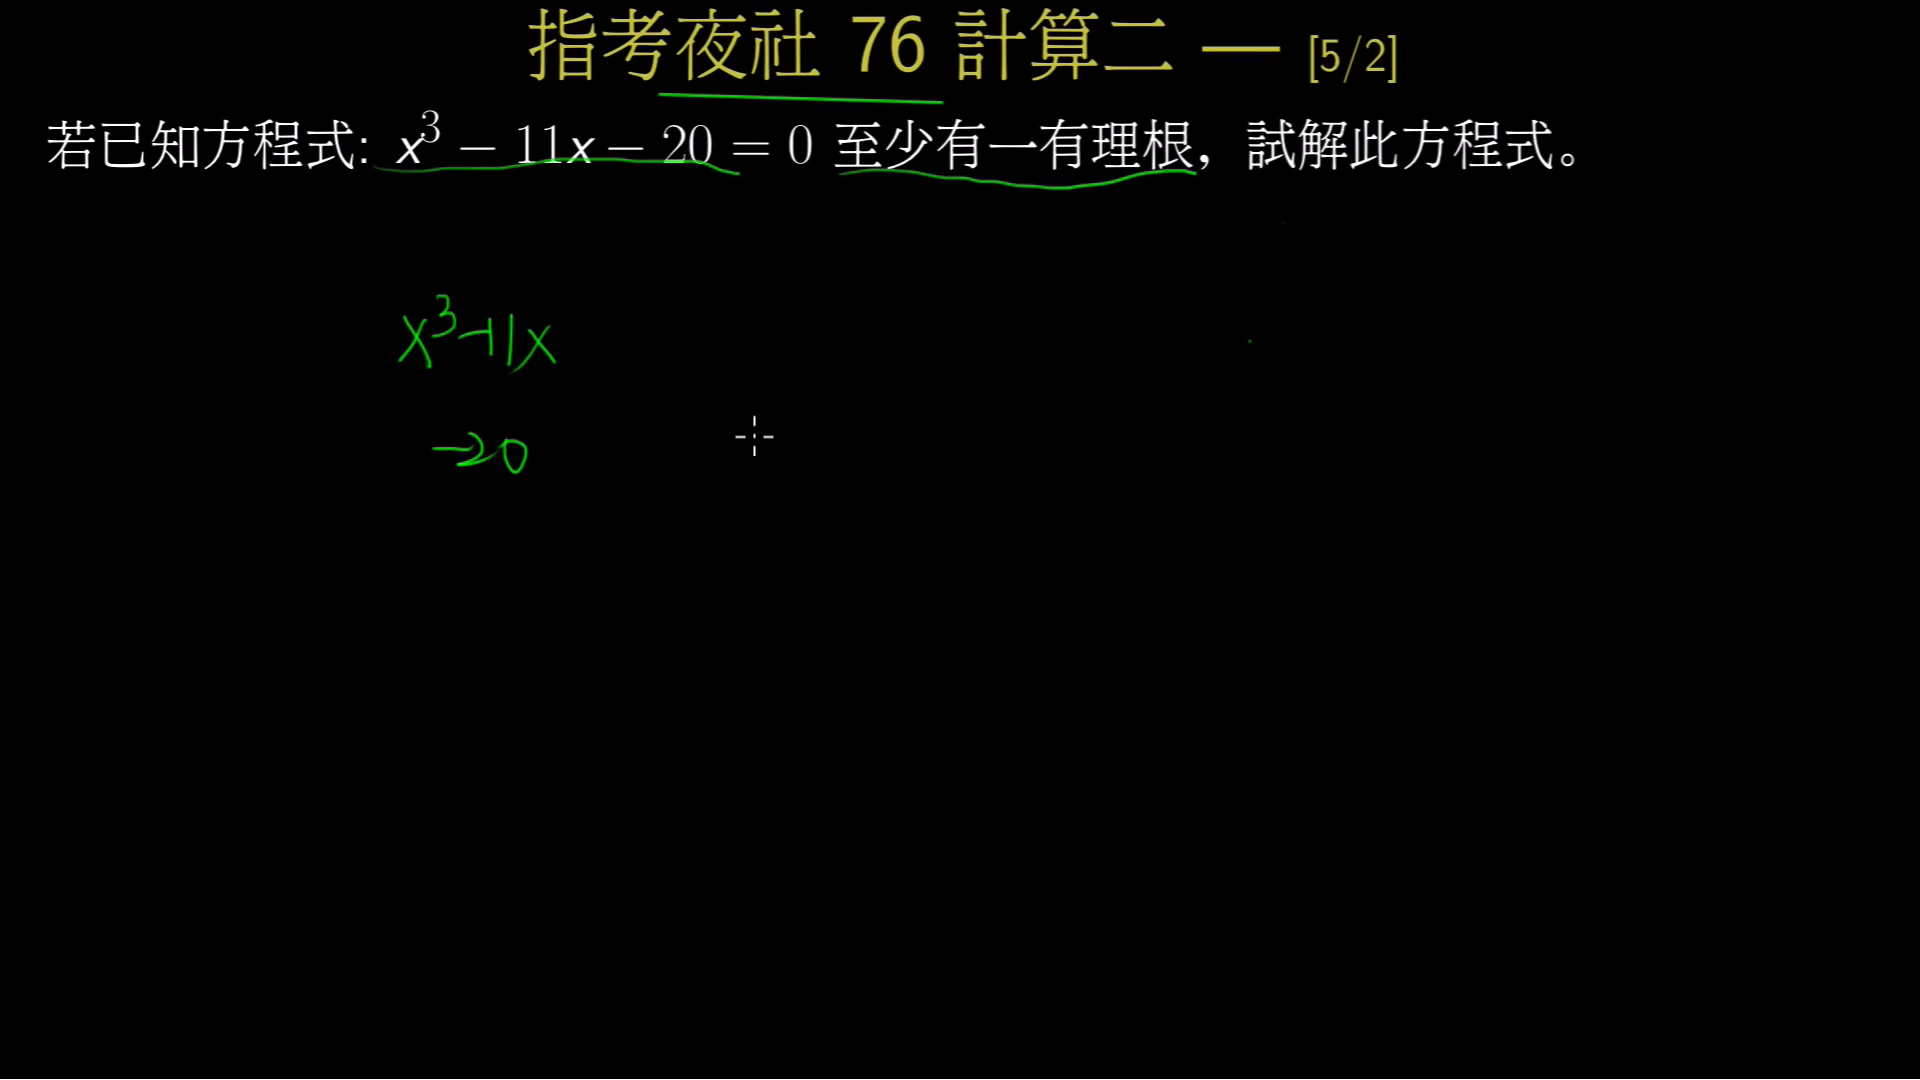 指考夜社 76 計算二 — [5/2]
若已知方程式: x³ − 11x − 20 = 0 至少有一有理根，試解此方程式。
x³-11x
-20